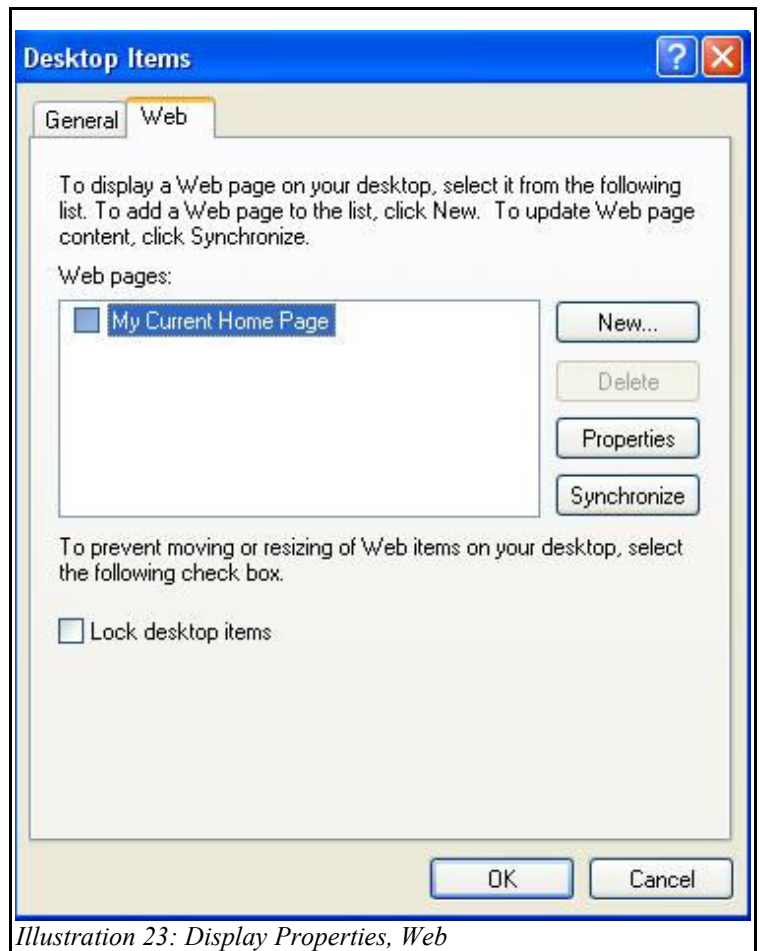 Desktop Items
General Web
To display a Web page on your desktop, select it from the following
list. To add a Web page to the list, click New. To update Web page
content, click Synchronize.
Web pages:
My Current Home Page
New...
Delete
Properties
Synchronize
To prevent moving or resizing of Web items on your desktop, select
the following check box.
Lock desktop items
OK Cancel
Illustration 23: Display Properties, Web